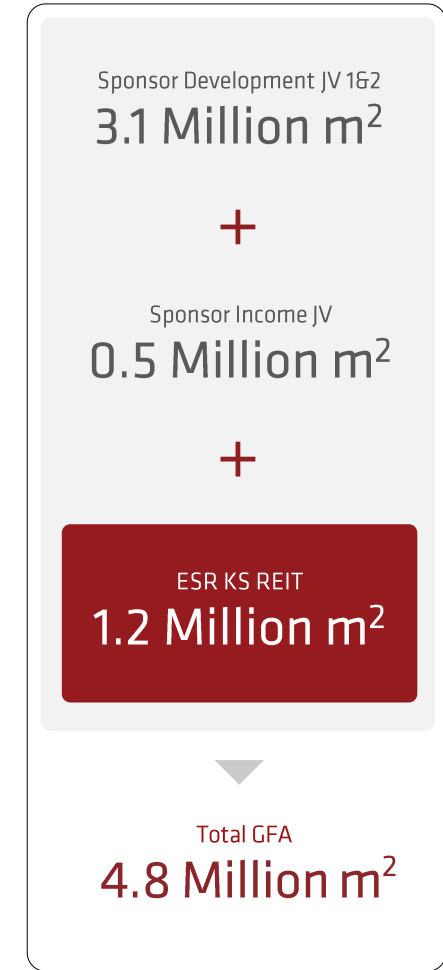 Sponsor Development JV 1&2
3.1 Million m²
+
Sponsor Income JV
0.5 Million m²
+
ESR KS REIT
1.2 Million m²
Total GFA
4.8 Million m²